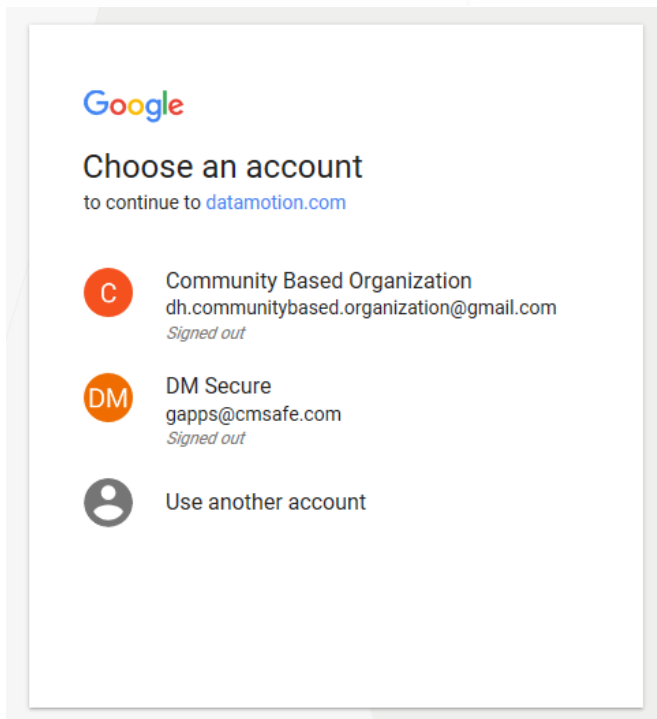 Google
Choose an account
to continue to datamotion.com
C
Community Based Organization
dh.communitybased.organization@gmail.com
Signed out
DM
DM Secure
gapps@cmsafe.com
Signed out
Use another account